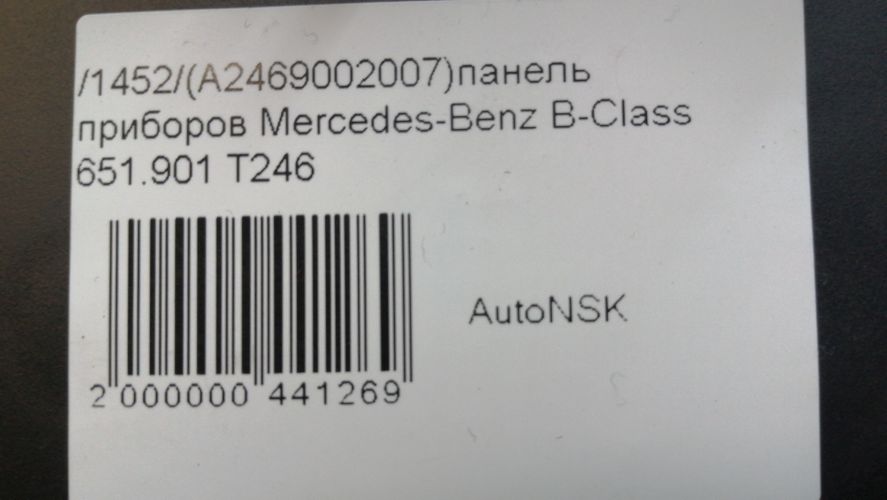 /1452/(A2469002007)панель
приборов Mercedes-Benz B-Class
651.901 T246
AutoNSK
2 000000 441269